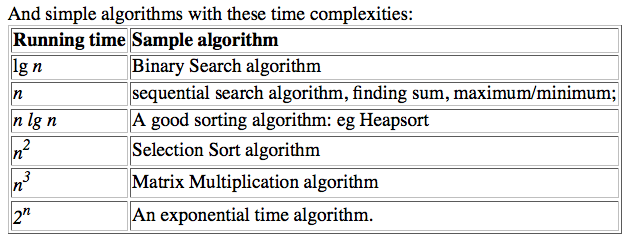 And simple algorithms with these time complexities:
Running time Sample algorithm
lg n Binary Search algorithm
n sequential search algorithm, finding sum, maximum/minimum;
n lg n A good sorting algorithm: eg Heapsort
n² Selection Sort algorithm
n³ Matrix Multiplication algorithm
2ⁿ An exponential time algorithm.